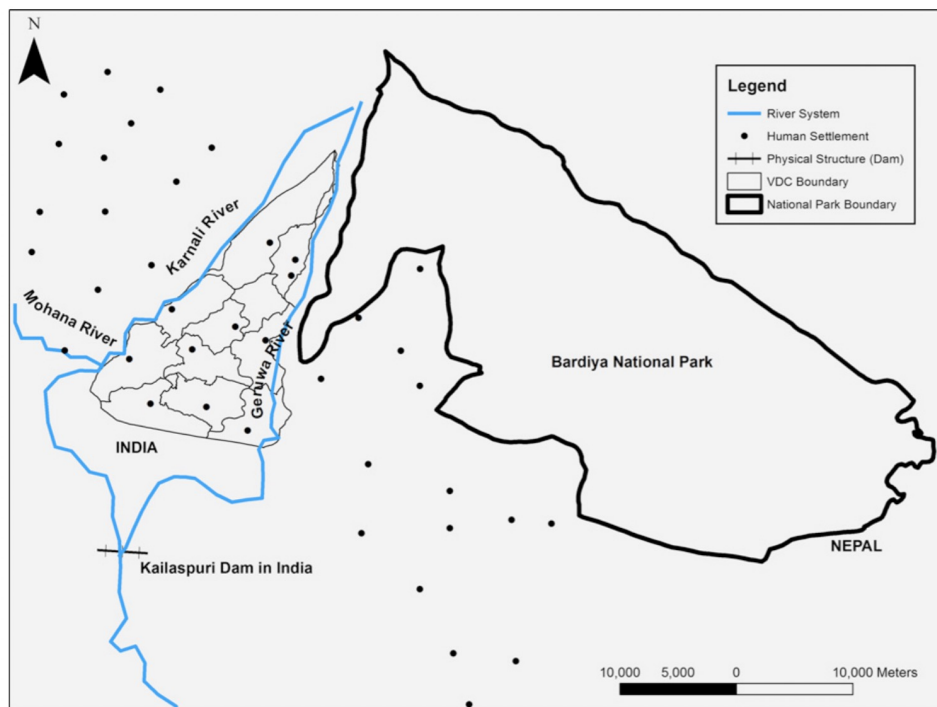 N
Legend
River System
Human Settlement
Physical Structure (Dam)
VDC Boundary
National Park Boundary
Karnali River
Mohana River
Geruwa River
Bardiya National Park
INDIA
NEPAL
Kailaspuri Dam in India
10,000 5,000 0 10,000 Meters